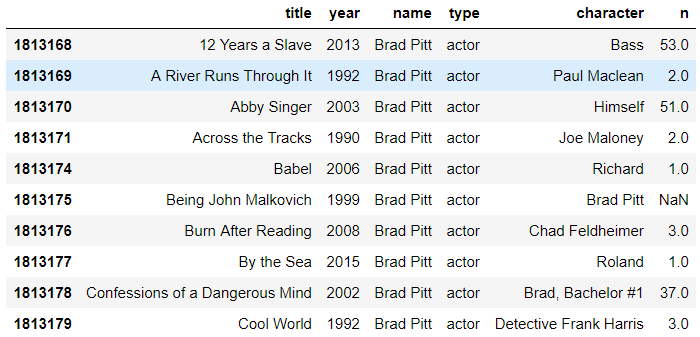 title year name type character n
1813168 12 Years a Slave 2013 Brad Pitt actor Bass 53.0
1813169 A River Runs Through It 1992 Brad Pitt actor Paul Maclean 2.0
1813170 Abby Singer 2003 Brad Pitt actor Himself 51.0
1813171 Across the Tracks 1990 Brad Pitt actor Joe Maloney 2.0
1813174 Babel 2006 Brad Pitt actor Richard 1.0
1813175 Being John Malkovich 1999 Brad Pitt actor Brad Pitt NaN
1813176 Burn After Reading 2008 Brad Pitt actor Chad Feldheimer 3.0
1813177 By the Sea 2015 Brad Pitt actor Roland 1.0
1813178 Confessions of a Dangerous Mind 2002 Brad Pitt actor Brad, Bachelor #1 37.0
1813179 Cool World 1992 Brad Pitt actor Detective Frank Harris 3.0